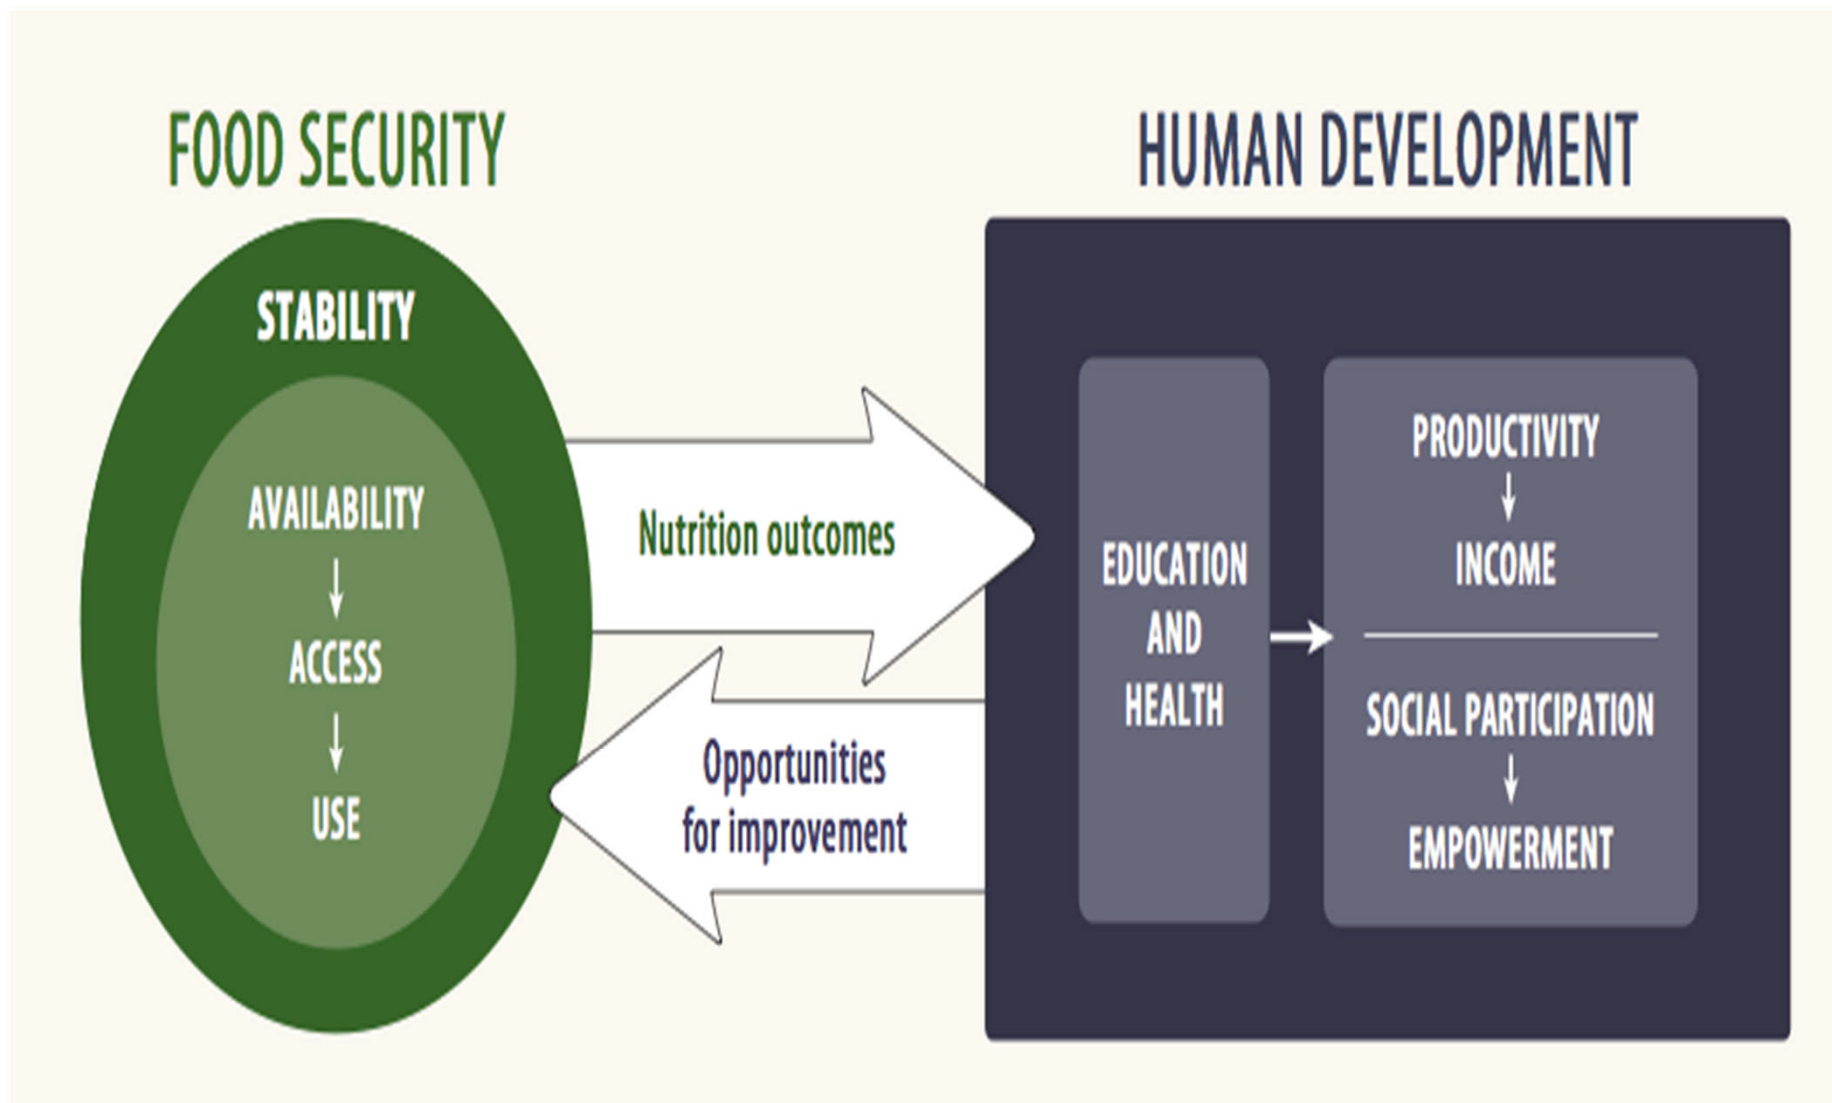 FOOD SECURITY
STABILITY
AVAILABILITY
ACCESS
USE
Nutrition outcomes
Opportunities
for improvement
HUMAN DEVELOPMENT
EDUCATION
AND
HEALTH
PRODUCTIVITY
INCOME
SOCIAL PARTICIPATION
EMPOWERMENT